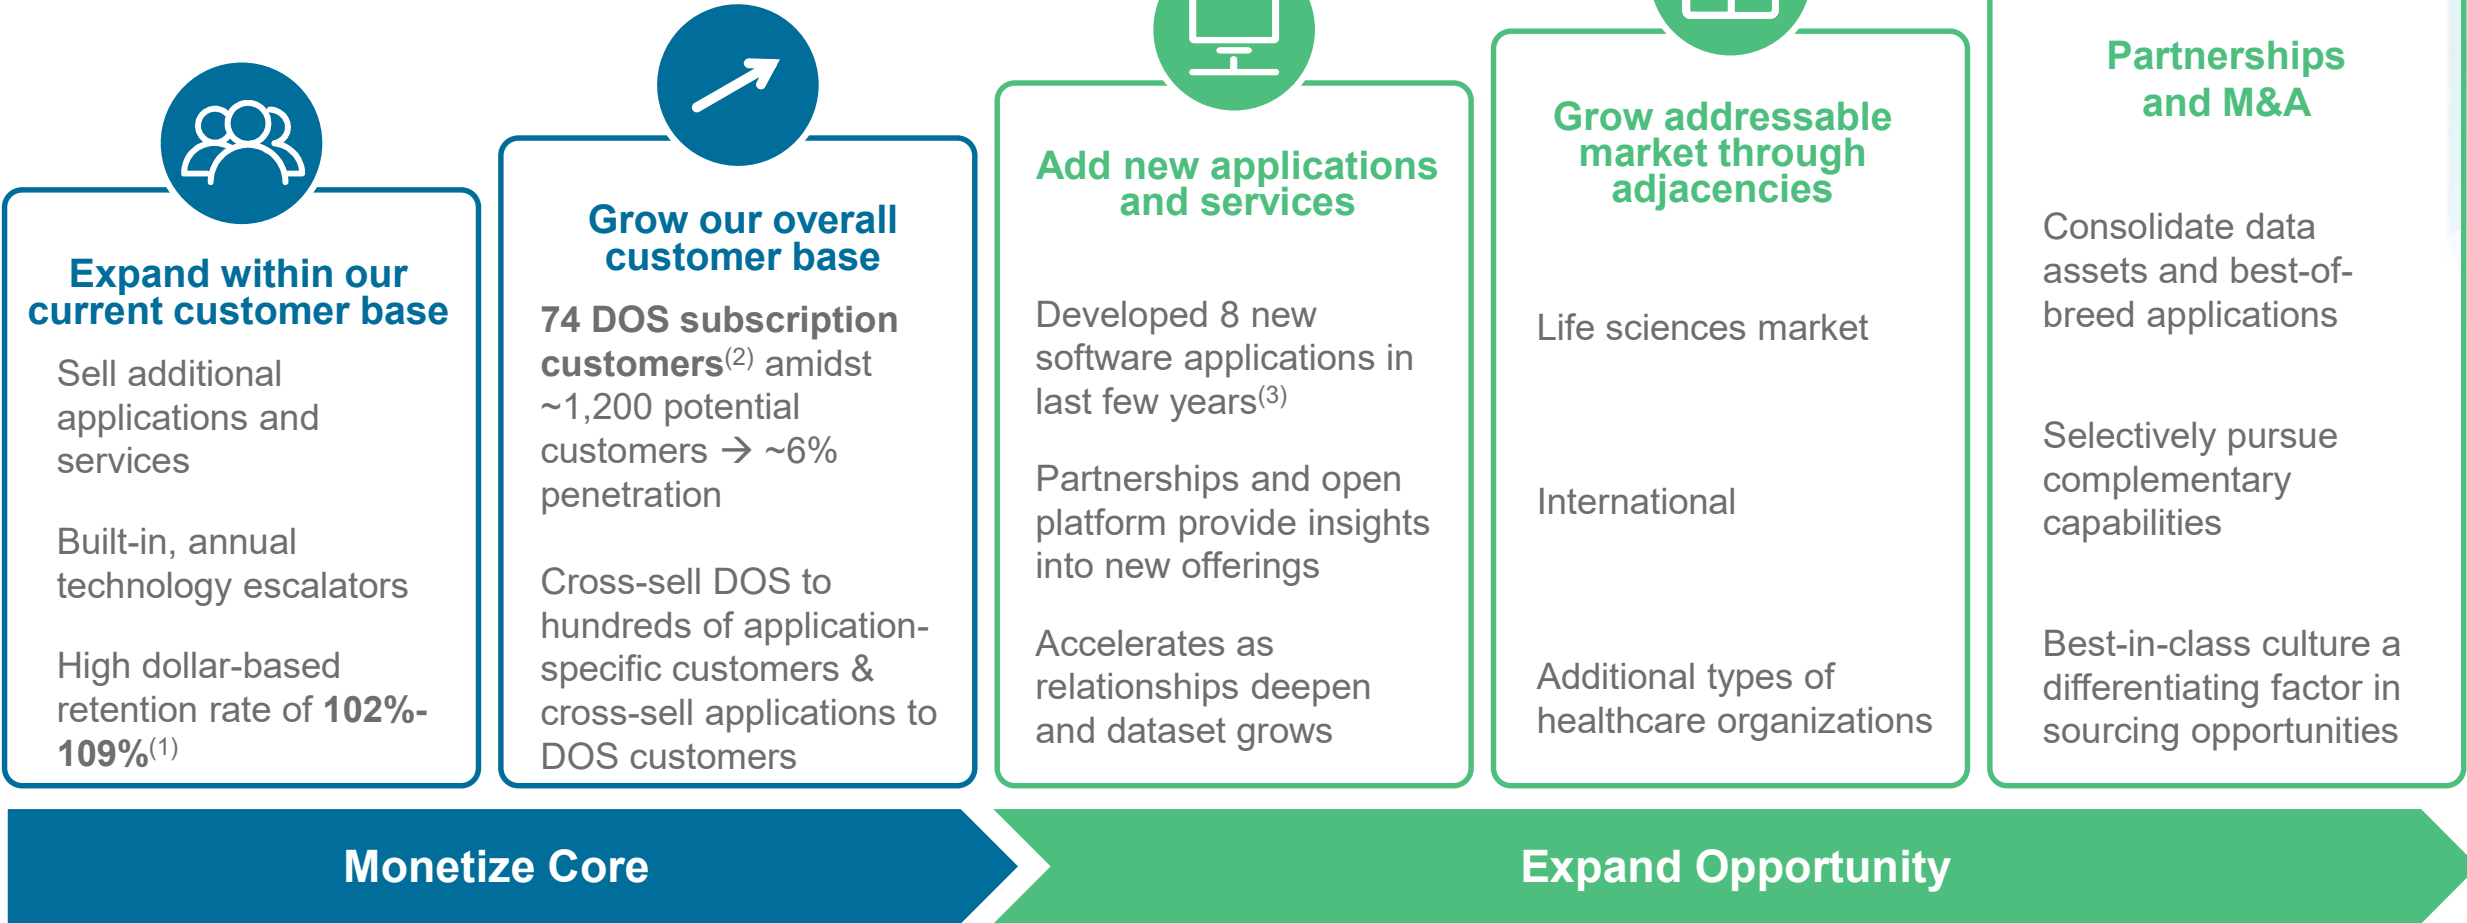 Expand within our
current customer base
Sell additional
applications and
services
Built-in, annual
technology escalators
High dollar-based
retention rate of 102%-
109%(1)
Grow our overall
customer base
74 DOS subscription
customers(2) amidst
~1,200 potential
customers → ~6%
penetration
Cross-sell DOS to
hundreds of application-
specific customers &
cross-sell applications to
DOS customers
Add new applications
and services
Developed 8 new
software applications in
last few years(3)
Partnerships and open
platform provide insights
into new offerings
Accelerates as
relationships deepen
and dataset grows
Grow addressable
market through
adjacencies
Life sciences market
International
Additional types of
healthcare organizations
Partnerships
and M&A
Consolidate data
assets and best-of-
breed applications
Selectively pursue
complementary
capabilities
Best-in-class culture a
differentiating factor in
sourcing opportunities
Monetize Core
Expand Opportunity